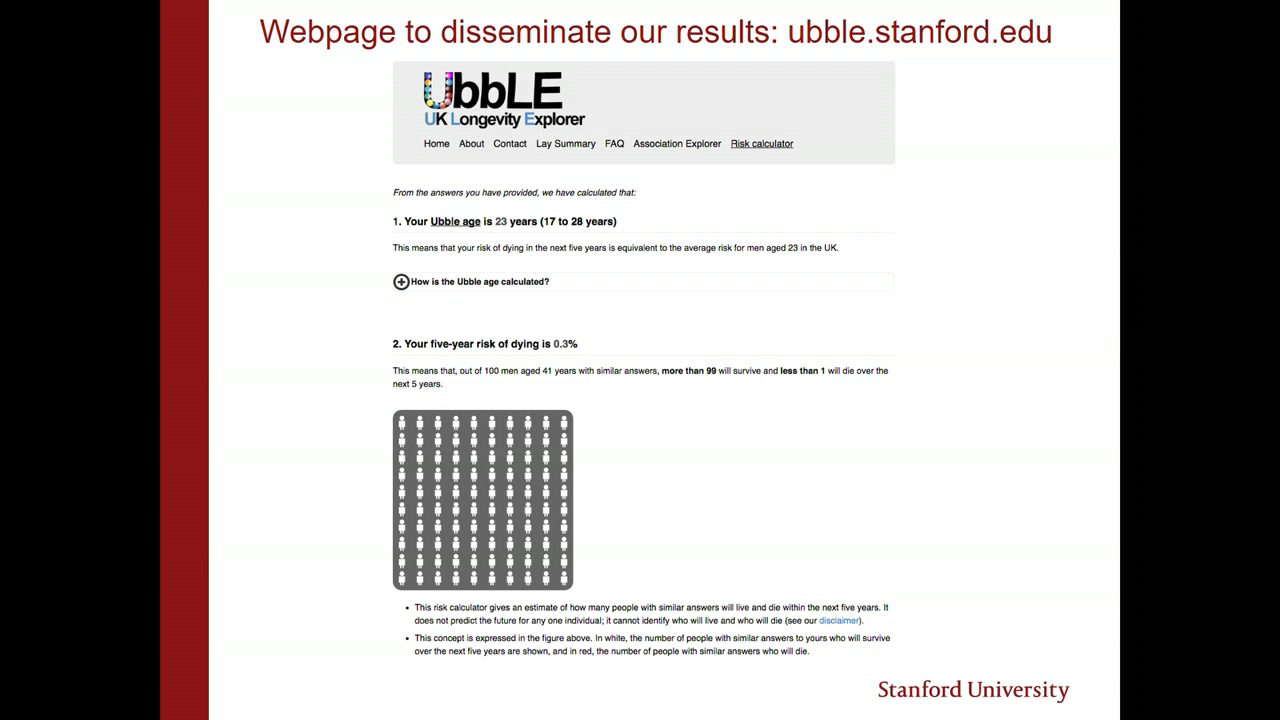 Webpage to disseminate our results: ubble.stanford.edu
UbbLE
UK Longevity Explorer
Home About Contact Lay Summary FAQ Association Explorer Risk calculator
From the answers you have provided, we have calculated that:
1. Your Ubble age is 23 years (17 to 28 years)
This means that your risk of dying in the next five years is equivalent to the average risk for men aged 23 in the UK.
How is the Ubble age calculated?
2. Your five-year risk of dying is 0.3%
This means that, out of 100 men aged 41 years with similar answers, more than 99 will survive and less than 1 will die over the
next 5 years.
• This risk calculator gives an estimate of how many people with similar answers will live and die within the next five years. It
does not predict the future for any one individual; it cannot identify who will live and who will die (see our disclaimer).
• This concept is expressed in the figure above. In white, the number of people with similar answers to yours who will survive
over the next five years are shown, and in red, the number of people with similar answers who will die.
Stanford University